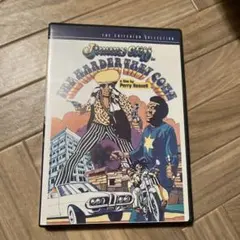 THE CRITERION COLLECTION
Jimmy Cliff
THE HARDER THEY COME
a film by
Perry Henzell